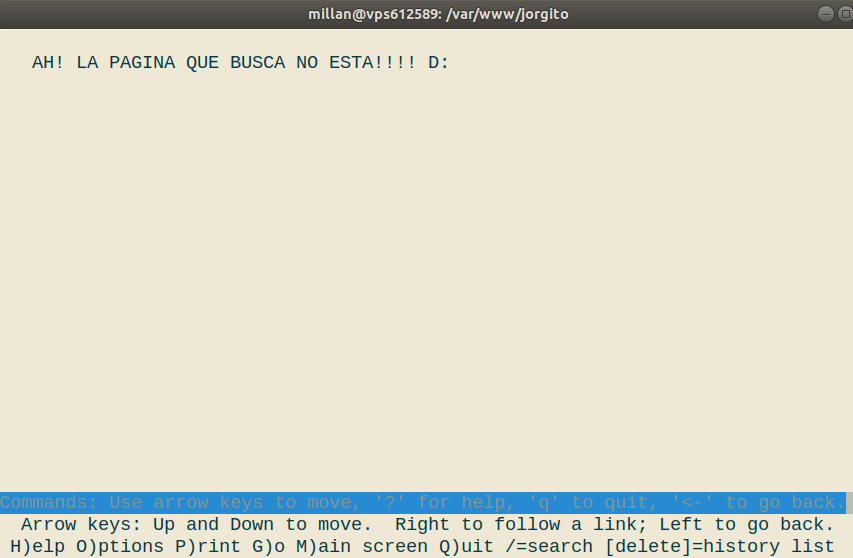 millan@vps612589: /var/www/jorgito
AH! LA PAGINA QUE BUSCA NO ESTA!!!! D:
Commands: Use arrow keys to move, '?' for help, 'q' to quit, '<-' to go back.
Arrow keys: Up and Down to move.  Right to follow a link; Left to go back.
H)elp O)ptions P)rint G)o M)ain screen Q)uit /=search [delete]=history list